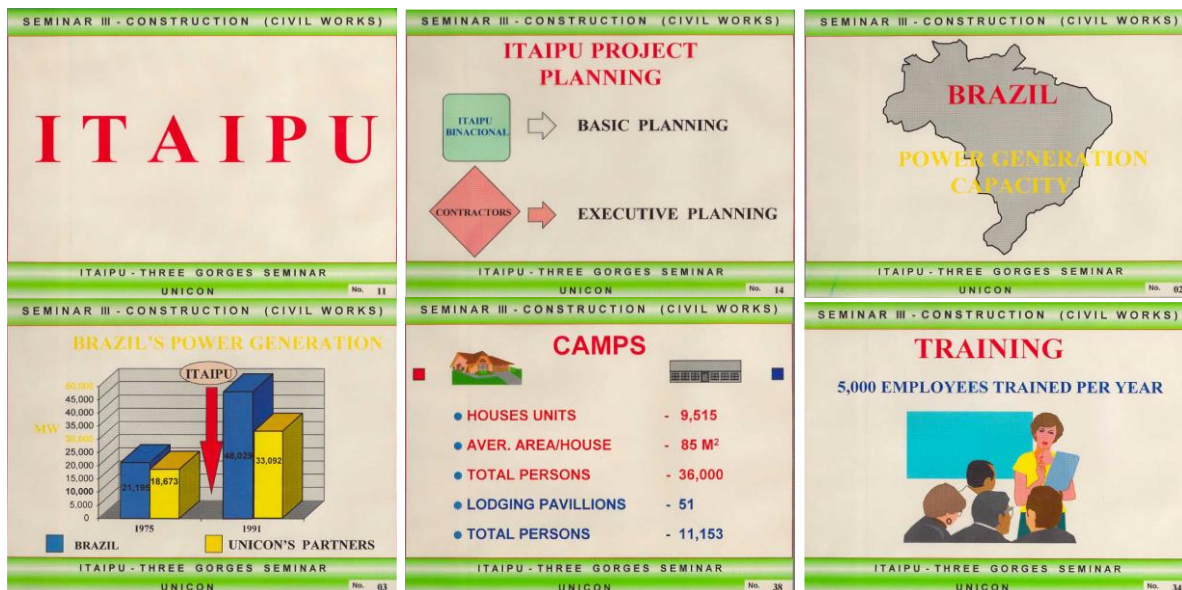 SEMINAR III - CONSTRUCTION (CIVIL WORKS)
ITAIPU
ITAIPU - THREE GORGES SEMINAR
UNICON
No. 11
SEMINAR III - CONSTRUCTION (CIVIL WORKS)
ITAIPU PROJECT
PLANNING
ITAIPU
BINACIONAL
BASIC PLANNING
CONTRACTORS
EXECUTIVE PLANNING
ITAIPU - THREE GORGES SEMINAR
UNICON
No. 14
SEMINAR III - CONSTRUCTION (CIVIL WORKS)
BRAZIL
POWER GENERATION
CAPACITY
ITAIPU - THREE GORGES SEMINAR
UNICON
No. 02
SEMINAR III - CONSTRUCTION (CIVIL WORKS)
BRAZIL'S POWER GENERATION
ITAIPU
MW
50,000
45,000
40,000
35,000
30,000
25,000
20,000
15,000
10,000
5,000
0
21,195
18,673
48,029
33,092
1975
1991
BRAZIL
UNICON'S PARTNERS
ITAIPU - THREE GORGES SEMINAR
UNICON
No. 03
SEMINAR III - CONSTRUCTION (CIVIL WORKS)
CAMPS
HOUSES UNITS - 9,515
AVER. AREA/HOUSE - 85 M²
TOTAL PERSONS - 36,000
LODGING PAVILLIONS - 51
TOTAL PERSONS - 11,153
ITAIPU - THREE GORGES SEMINAR
UNICON
No. 38
SEMINAR III - CONSTRUCTION (CIVIL WORKS)
TRAINING
5,000 EMPLOYEES TRAINED PER YEAR
ITAIPU - THREE GORGES SEMINAR
UNICON
No. 34